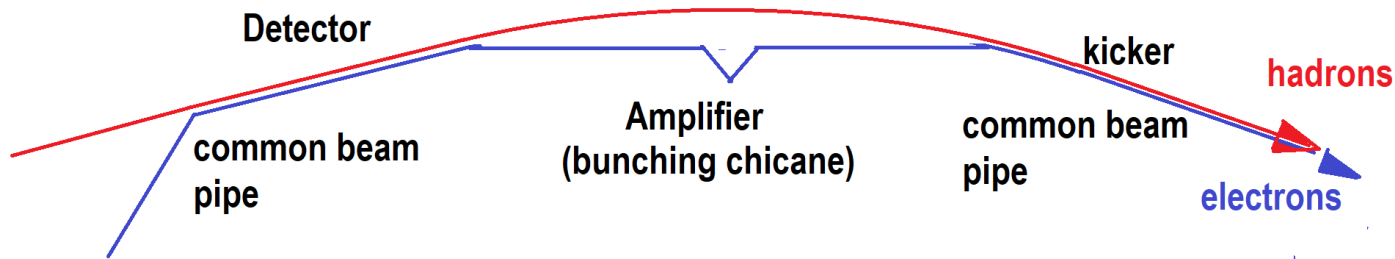 Detector
kicker
hadrons
Amplifier
(bunching chicane)
common beam
pipe
common beam
pipe
electrons